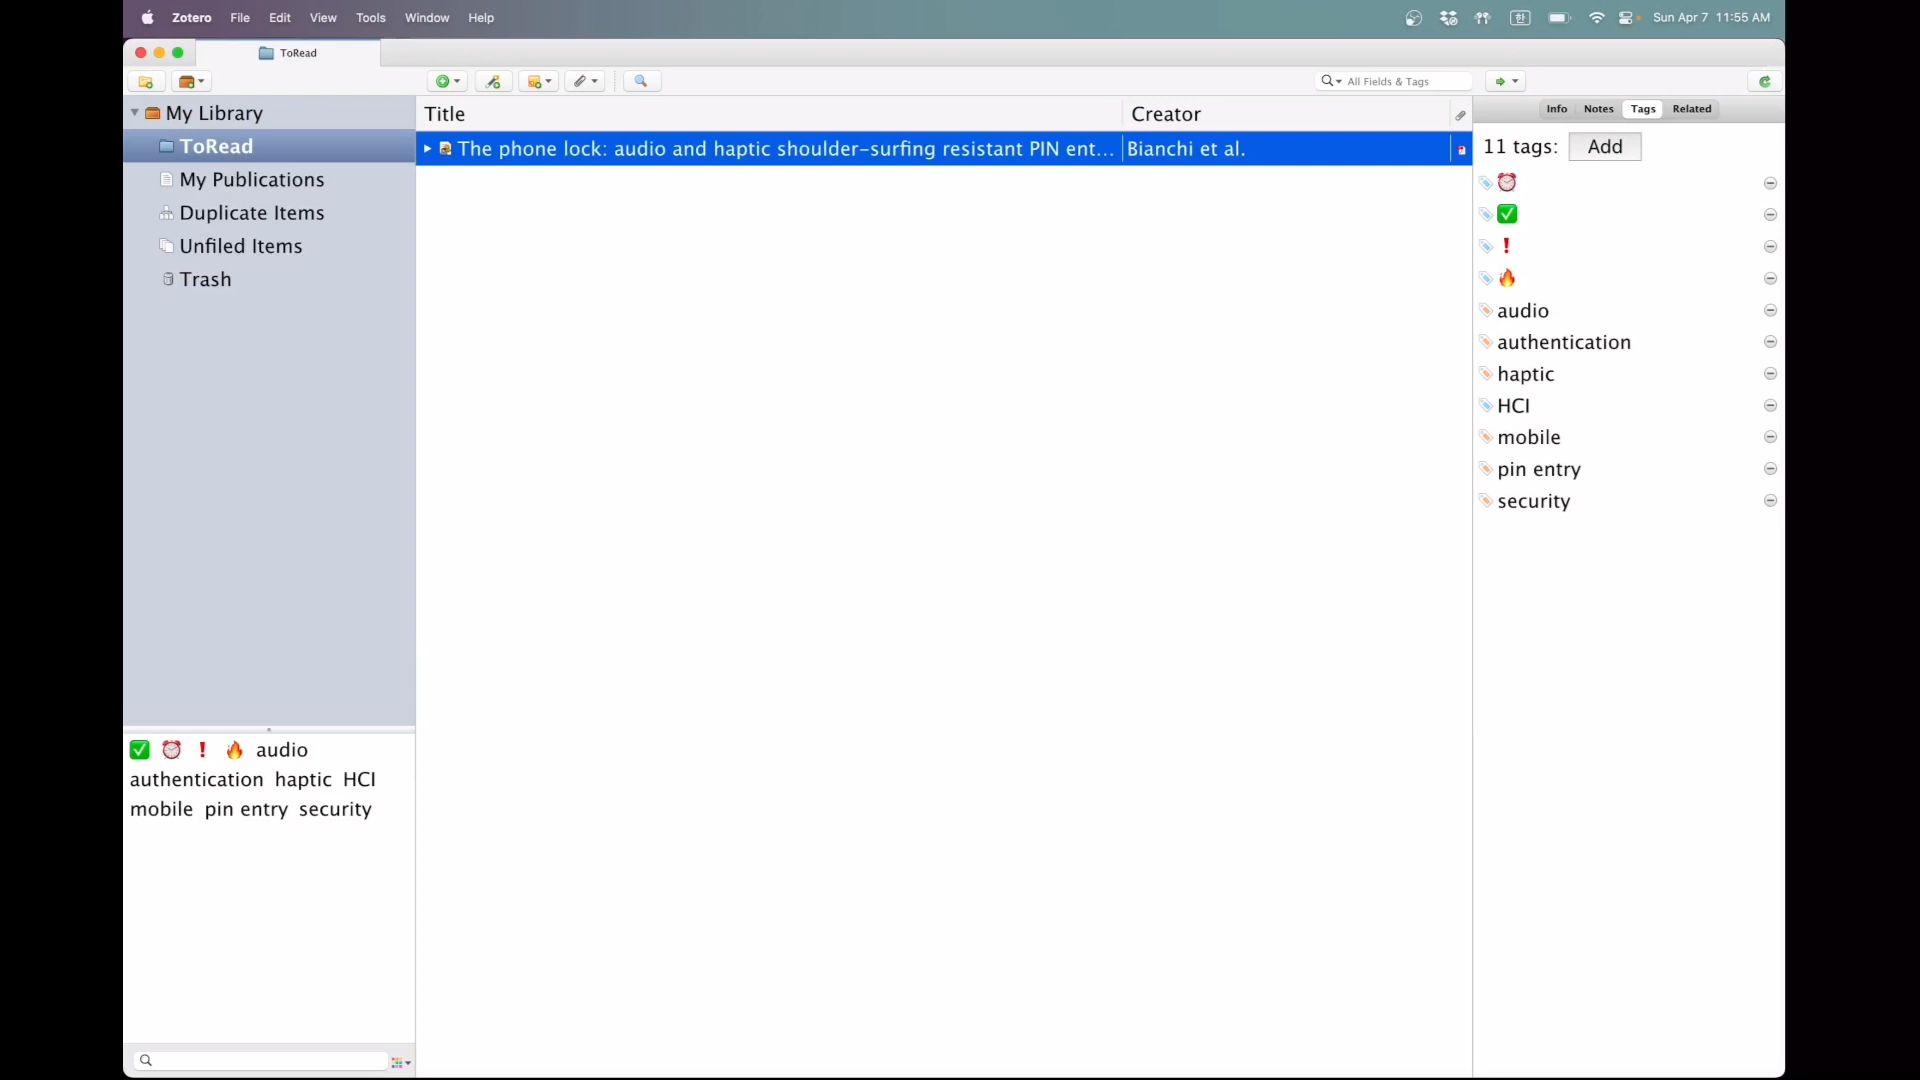 Zotero File Edit View Tools Window Help
한
Sun Apr 7 11:55 AM
ToRead
All Fields & Tags
My Library
ToRead
My Publications
Duplicate Items
Unfiled Items
Trash
Title Creator
The phone lock: audio and haptic shoulder-surfing resistant PIN ent... Bianchi et al.
Info Notes Tags Related
11 tags: Add
⏰
✅
❗
🔥
audio
authentication
haptic
HCI
mobile
pin entry
security
✅ ⏰ ❗ 🔥 audio
authentication haptic HCI
mobile pin entry security